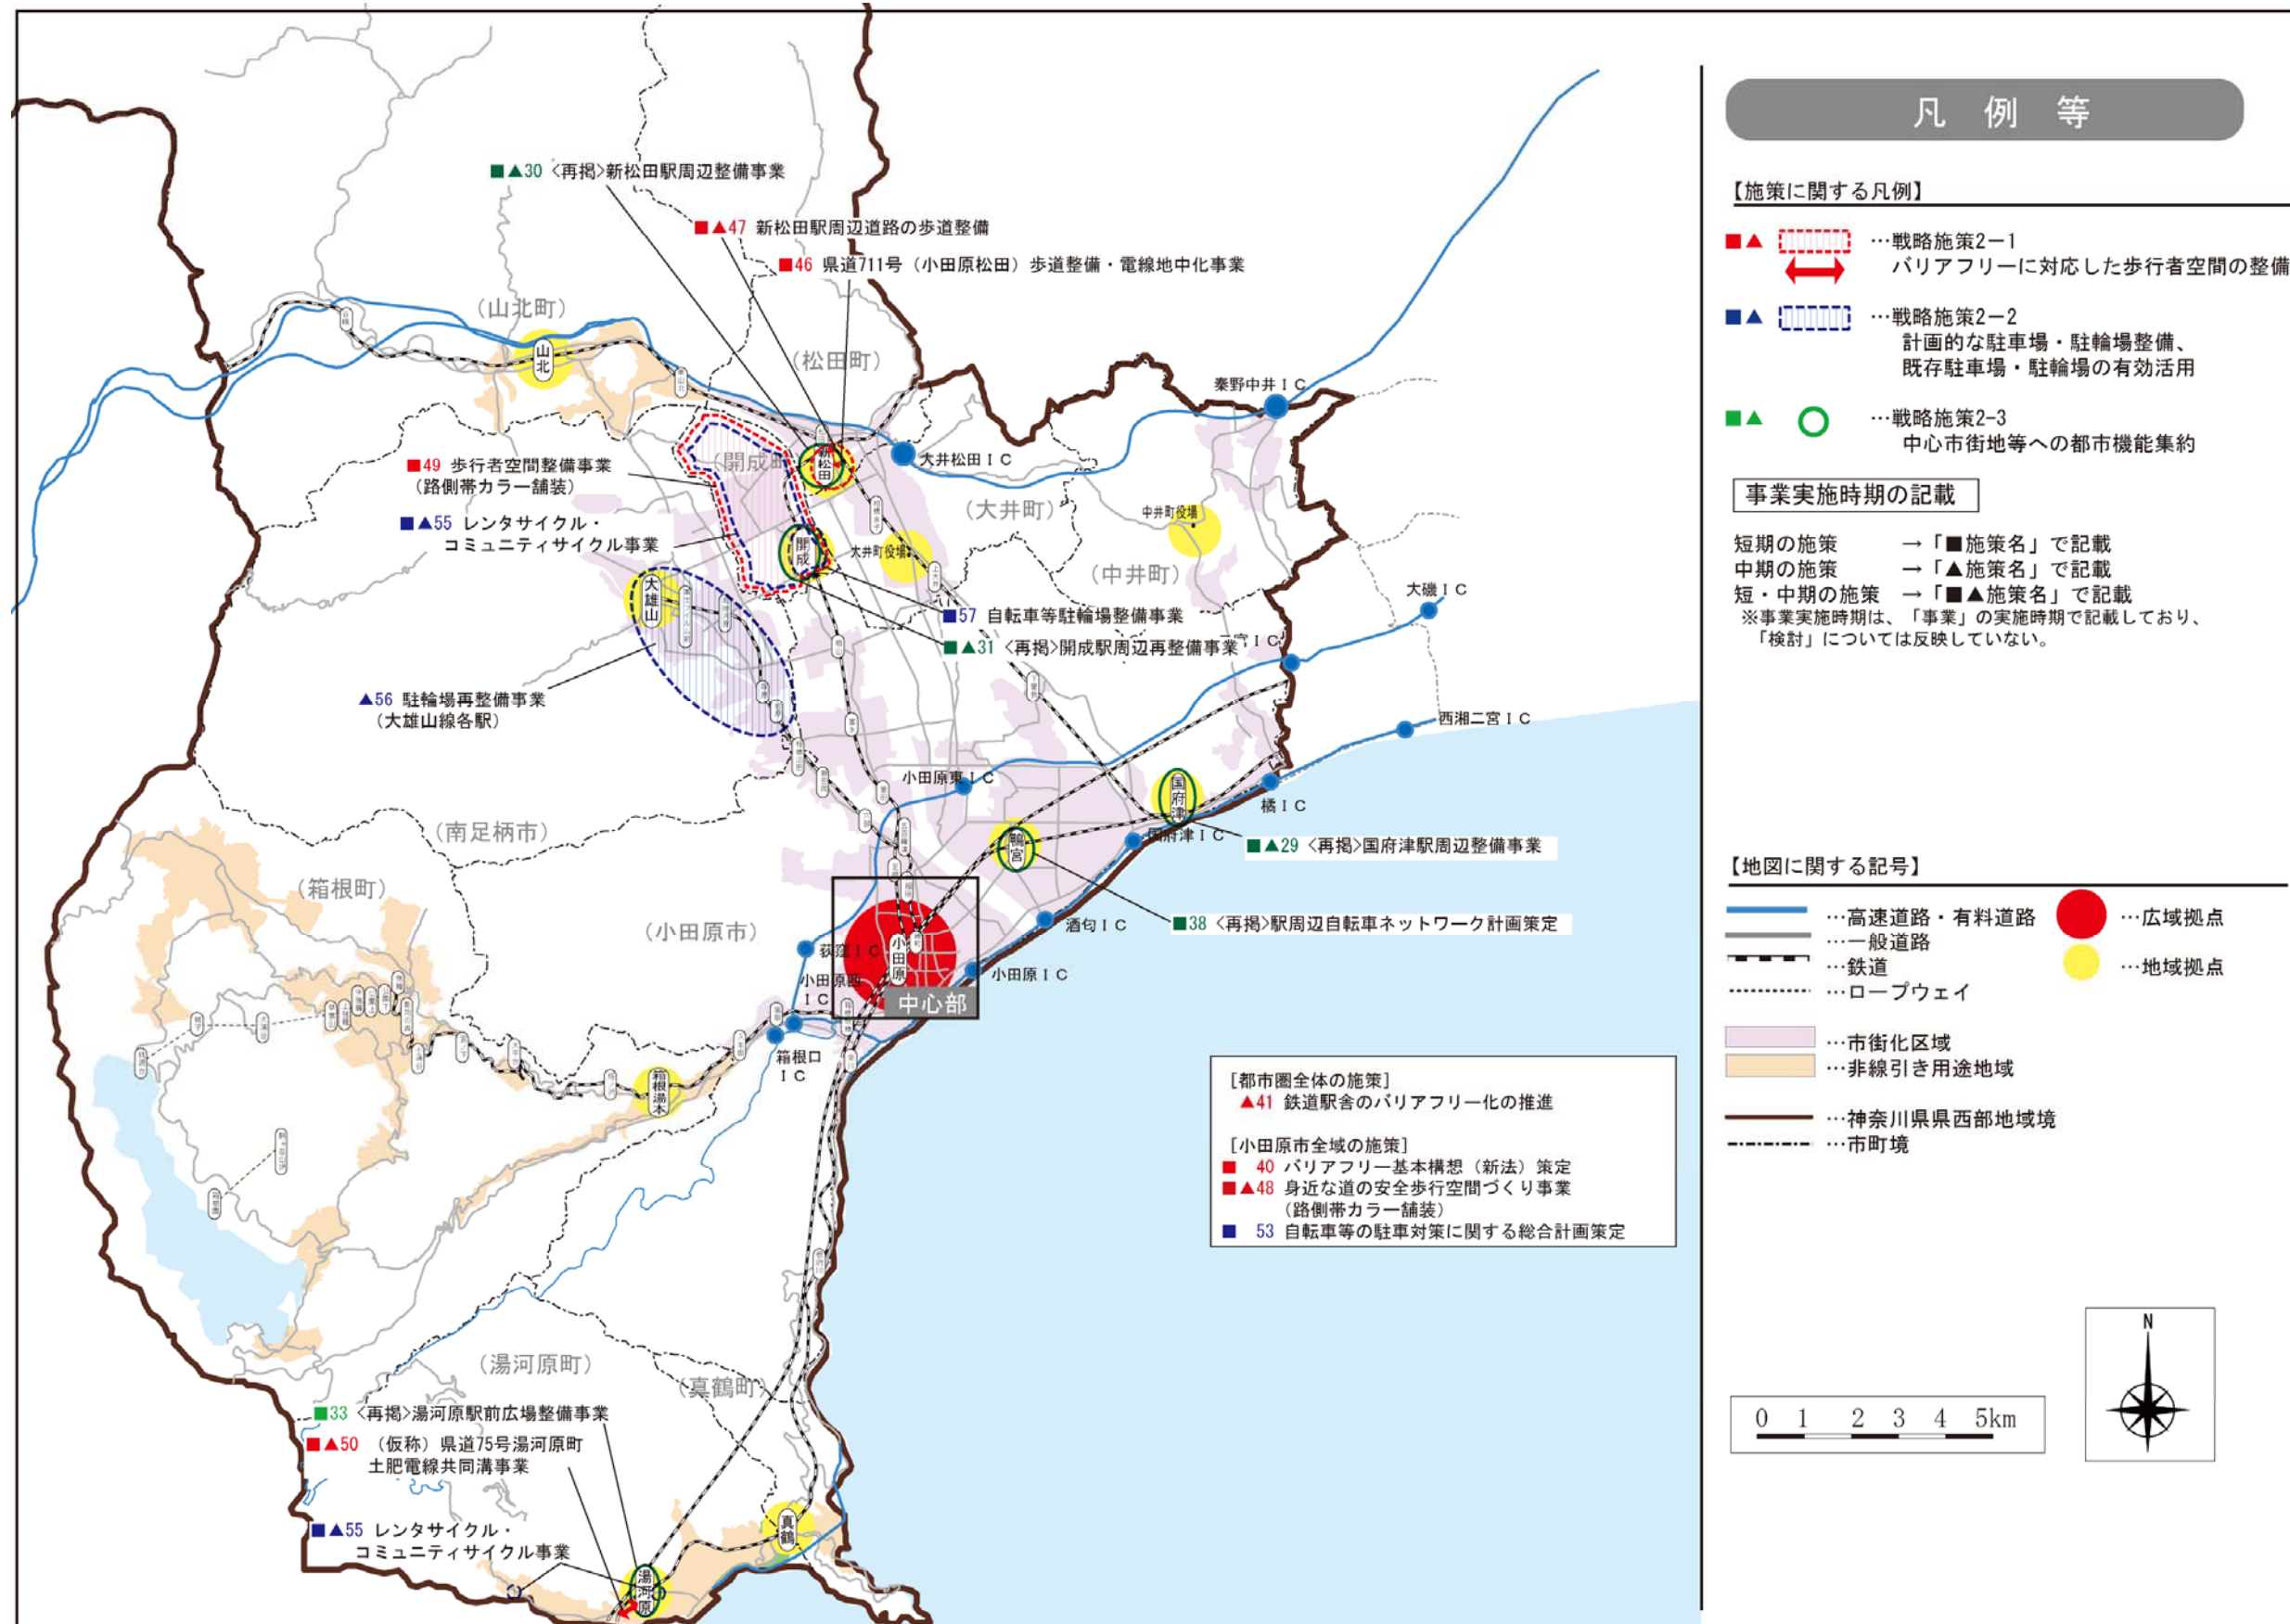 ■▲30 〈再掲〉新松田駅周辺整備事業
■▲47 新松田駅周辺道路の歩道整備
■46 県道711号（小田原松田）歩道整備・電線地中化事業
（山北町）
山北
（松田町）
秦野中井ＩＣ
大井松田ＩＣ
新松田
（開成町）
■49 歩行者空間整備事業
（路側帯カラー舗装）
■▲55 レンタサイクル・
コミュニティサイクル事業
開成
大井町役場
（大井町）
中井町役場
（中井町）
大雄山
大磯ＩＣ
■57 自転車等駐輪場整備事業
■▲31 〈再掲〉開成駅周辺再整備事業
宮ＩＣ
▲56 駐輪場再整備事業
（大雄山線各駅）
西湘二宮ＩＣ
小田原東ＩＣ
国府津
橘ＩＣ
国府津ＩＣ
■▲29 〈再掲〉国府津駅周辺整備事業
鴨宮
（南足柄市）
（箱根町）
（小田原市）
酒匂ＩＣ
■38 〈再掲〉駅周辺自転車ネットワーク計画策定
荻窪ＩＣ
小田原
小田原西
ＩＣ
小田原ＩＣ
中心部
箱根口
ＩＣ
箱根湯本
［都市圏全体の施策］
▲41 鉄道駅舎のバリアフリー化の推進
［小田原市全域の施策］
■ 40 バリアフリー基本構想（新法）策定
■▲48 身近な道の安全歩行空間づくり事業
（路側帯カラー舗装）
■ 53 自転車等の駐車対策に関する総合計画策定
（湯河原町）
（真鶴町）
■33 〈再掲〉湯河原駅前広場整備事業
■▲50 （仮称）県道75号湯河原町
土肥電線共同溝事業
■▲55 レンタサイクル・
コミュニティサイクル事業
真鶴
湯河原
凡 例 等
【施策に関する凡例】
■▲ …戦略施策2－1
バリアフリーに対応した歩行者空間の整備
■▲ …戦略施策2－2
計画的な駐車場・駐輪場整備、
既存駐車場・駐輪場の有効活用
■▲ …戦略施策2-3
中心市街地等への都市機能集約
事業実施時期の記載
短期の施策 →「■施策名」で記載
中期の施策 →「▲施策名」で記載
短・中期の施策 →「■▲施策名」で記載
※事業実施時期は、「事業」の実施時期で記載しており、
「検討」については反映していない。
【地図に関する記号】
…高速道路・有料道路 …広域拠点
…一般道路
…鉄道 …地域拠点
…ロープウェイ
…市街化区域
…非線引き用途地域
…神奈川県県西部地域境
…市町境
N
0 1 2 3 4 5km